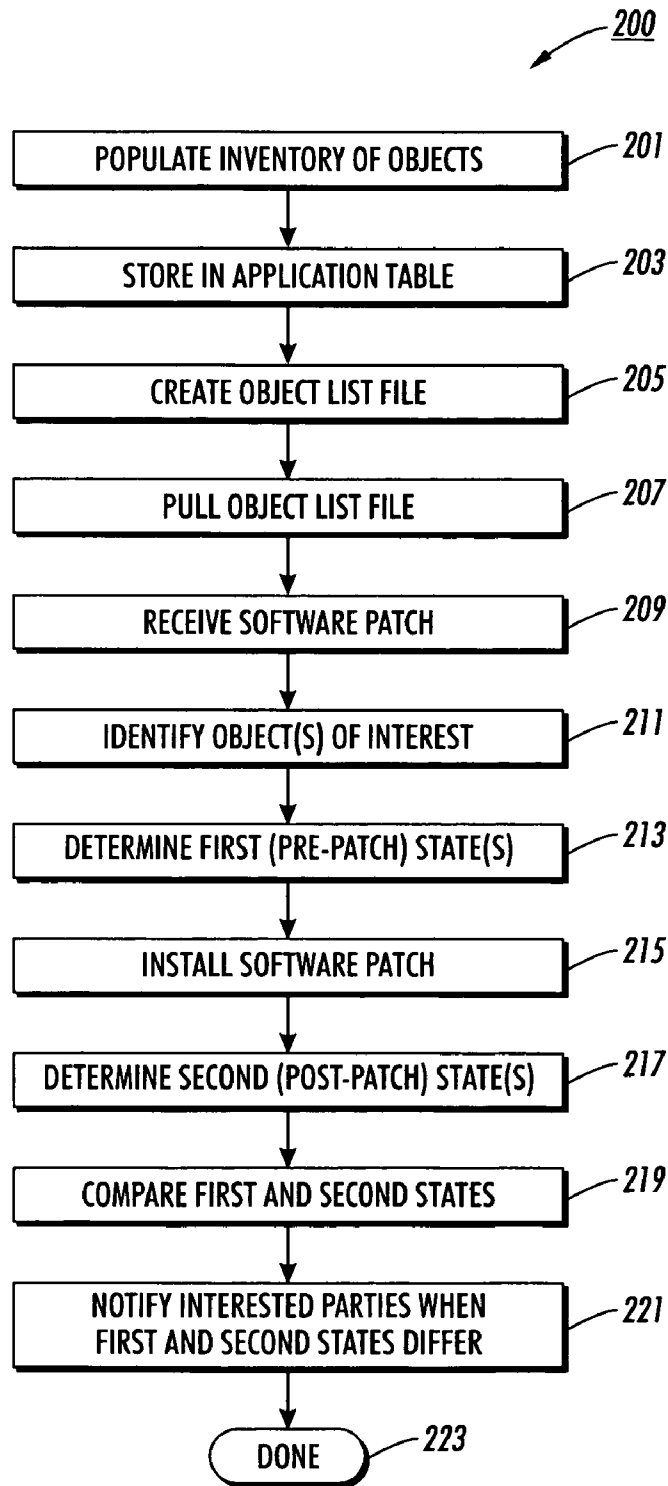 200
POPULATE INVENTORY OF OBJECTS
201
STORE IN APPLICATION TABLE
203
CREATE OBJECT LIST FILE
205
PULL OBJECT LIST FILE
207
RECEIVE SOFTWARE PATCH
209
IDENTIFY OBJECT(S) OF INTEREST
211
DETERMINE FIRST (PRE-PATCH) STATE(S)
213
INSTALL SOFTWARE PATCH
215
DETERMINE SECOND (POST-PATCH) STATE(S)
217
COMPARE FIRST AND SECOND STATES
219
NOTIFY INTERESTED PARTIES WHEN
FIRST AND SECOND STATES DIFFER
221
DONE
223